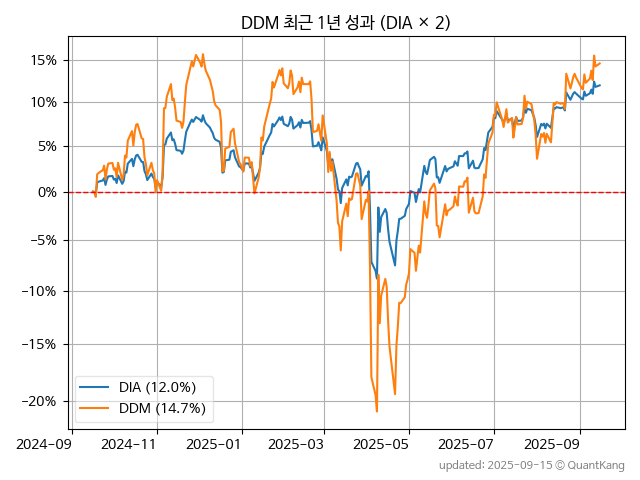 DDM 최근 1년 성과 (DIA × 2)
15%
10%
5%
0%
−5%
−10%
−15%
−20%
DIA (12.0%)
DDM (14.7%)
2024-09 2024-11 2025-01 2025-03 2025-05 2025-07 2025-09
updated: 2025-09-15 ⓒ QuantKang